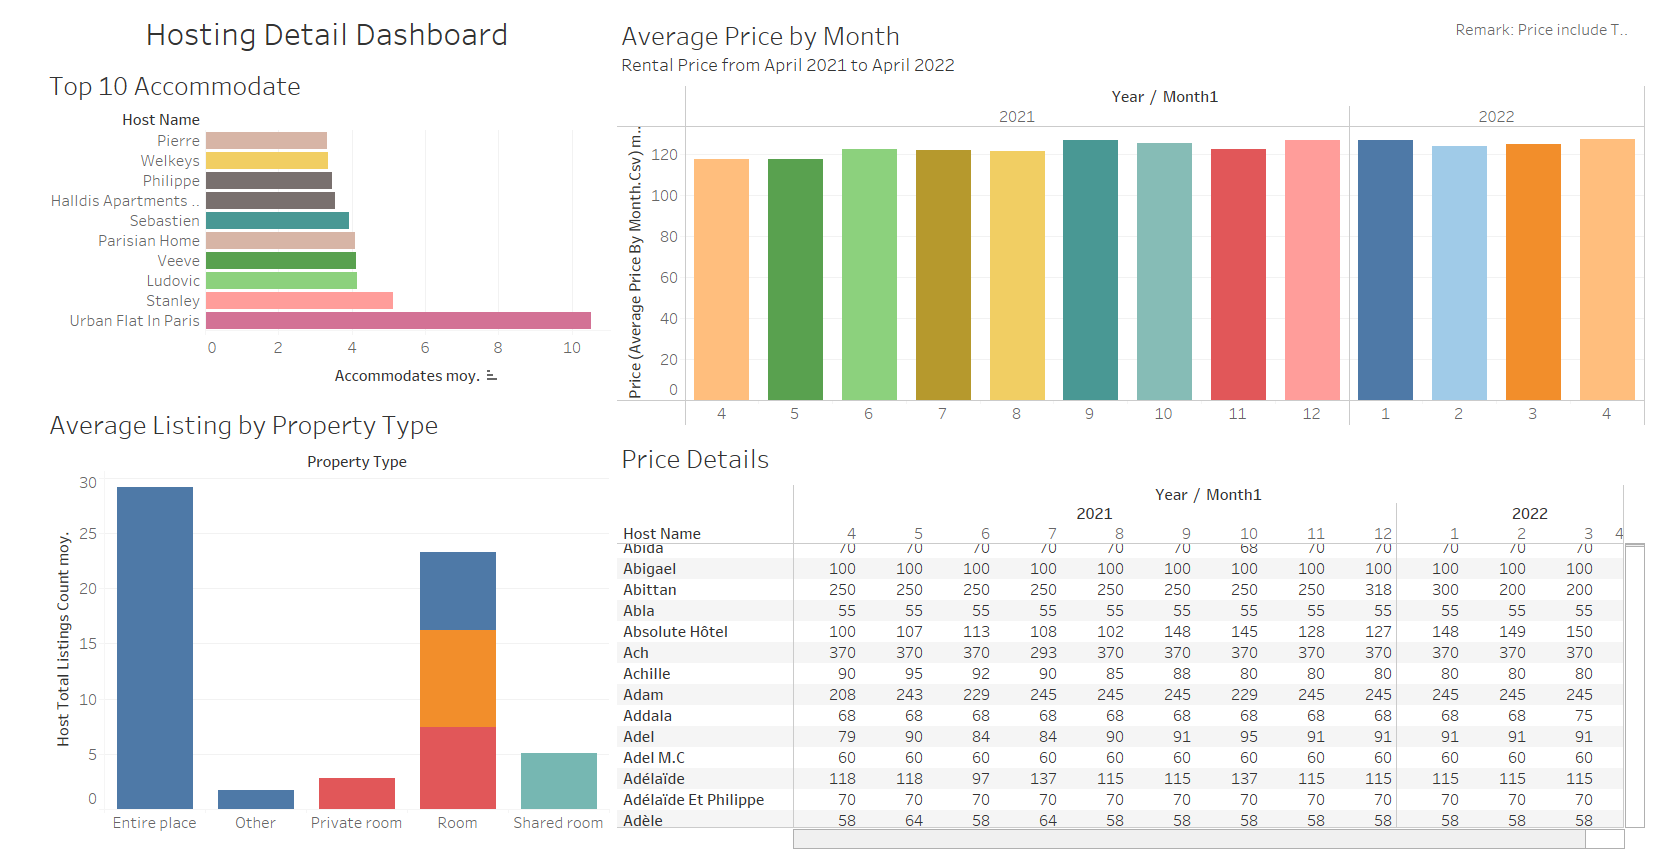 Hosting Detail Dashboard
Top 10 Accommodate
Host Name
Pierre
Welkeys
Philippe
Halldis Apartments ..
Sebastien
Parisian Home
Veeve
Ludovic
Stanley
Urban Flat In Paris
0 2 4 6 8 10
Accommodates moy.
Average Listing by Property Type
Property Type
Host Total Listings Count moy.
30
25
20
15
10
5
0
Entire place Other Private room Room Shared room
Average Price by Month
Remark: Price include T..
Rental Price from April 2021 to April 2022
Year / Month1
2021 2022
Price (Average Price By Month.Csv) m..
120
100
80
60
40
20
0
4 5 6 7 8 9 10 11 12 1 2 3 4
Price Details
Year / Month1
2021 2022
Host Name 4 5 6 7 8 9 10 11 12 1 2 3 4
Abida 70 70 70 70 70 70 68 70 70 70 70 70
Abigael 100 100 100 100 100 100 100 100 100 100 100 100
Abittan 250 250 250 250 250 250 250 250 318 300 200 200
Abla 55 55 55 55 55 55 55 55 55 55 55 55
Absolute Hôtel 100 107 113 108 102 148 145 128 127 148 149 150
Ach 370 370 370 293 370 370 370 370 370 370 370 370
Achille 90 95 92 90 85 88 80 80 80 80 80 80
Adam 208 243 229 245 245 245 229 245 245 245 245 245
Addala 68 68 68 68 68 68 68 68 68 68 68 75
Adel 79 90 84 84 90 91 95 91 91 91 91 91
Adel M.C 60 60 60 60 60 60 60 60 60 60 60 60
Adélaïde 118 118 97 137 115 115 137 115 115 115 115 115
Adélaïde Et Philippe 70 70 70 70 70 70 70 70 70 70 70 70
Adèle 58 64 58 64 58 58 58 58 58 58 58 58